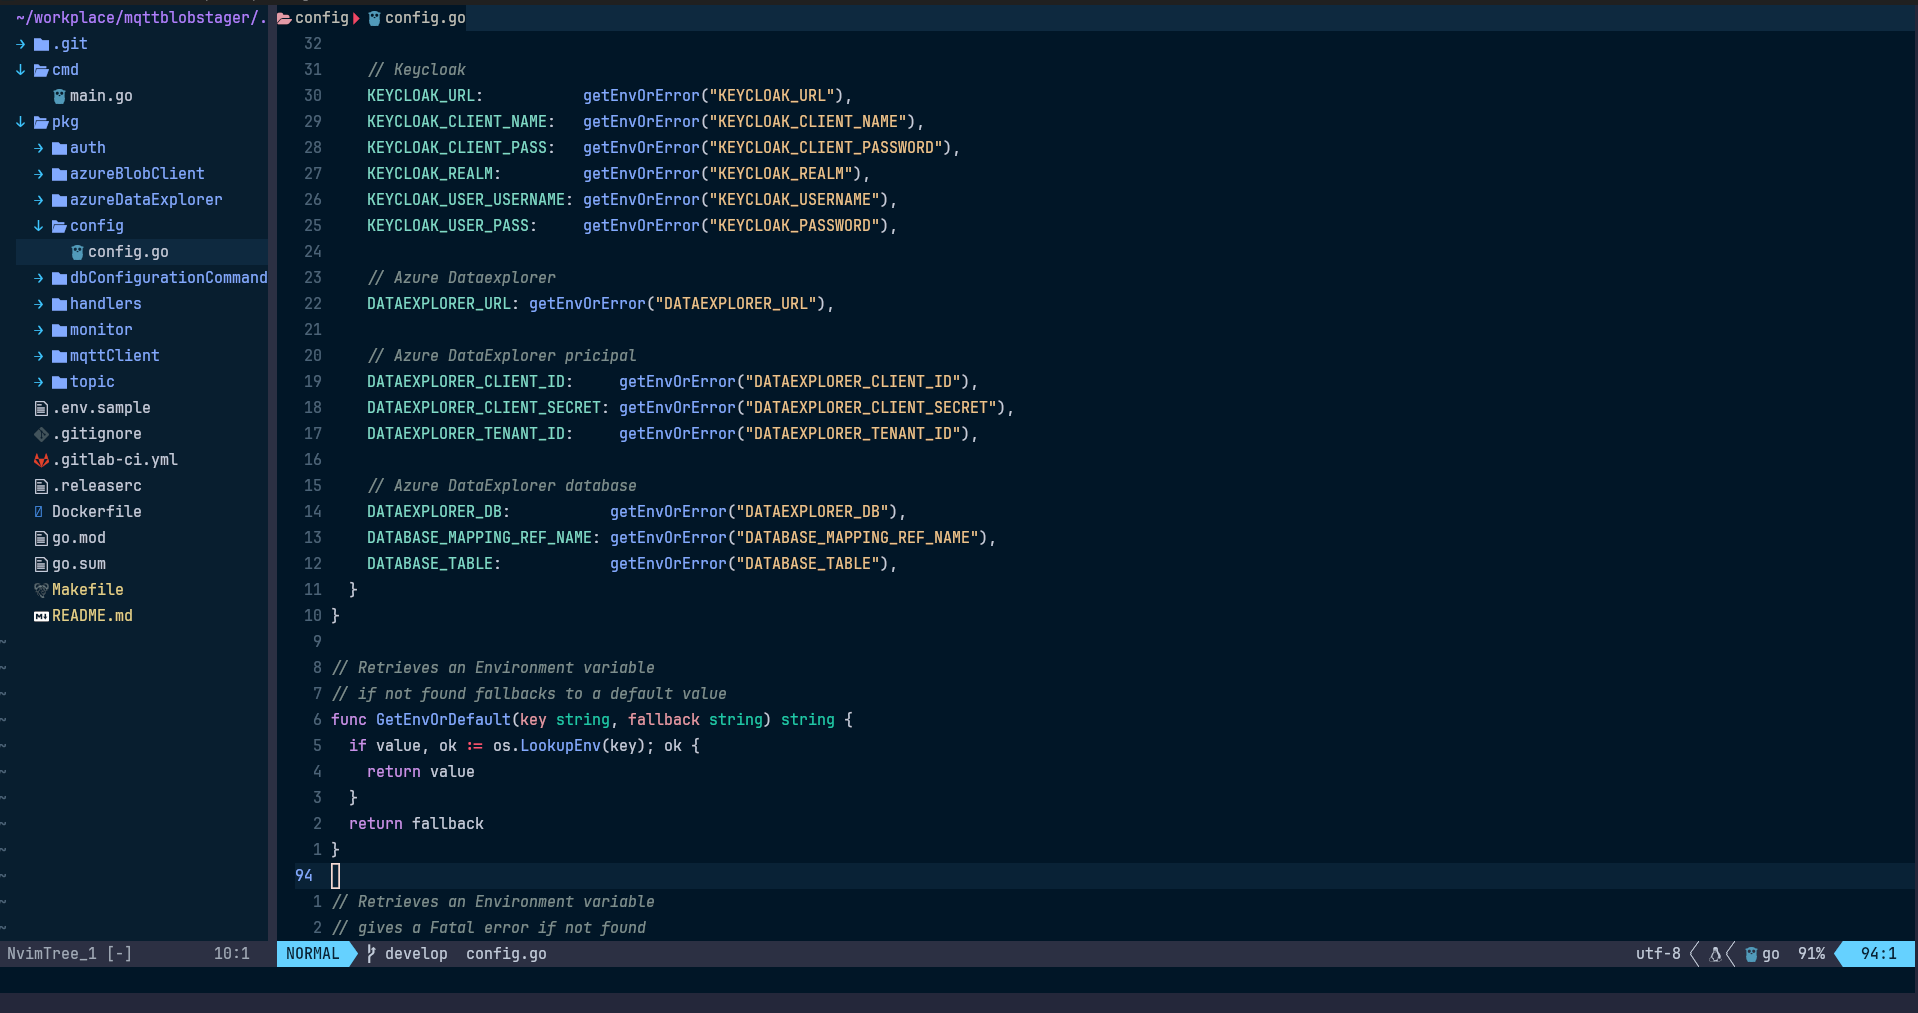 ~/workplace/mqttblobstager/.
.git
cmd
main.go
pkg
auth
azureBlobClient
azureDataExplorer
config
config.go
dbConfigurationCommand
handlers
monitor
mqttClient
topic
.env.sample
.gitignore
.gitlab-ci.yml
.releaserc
Dockerfile
go.mod
go.sum
Makefile
README.md
~
~
~
~
~
~
~
~
~
~
~
~
NvimTree_1 [-] 10:1
config config.go
32
31 // Keycloak
30 KEYCLOAK_URL: getEnvOrError("KEYCLOAK_URL"),
29 KEYCLOAK_CLIENT_NAME: getEnvOrError("KEYCLOAK_CLIENT_NAME"),
28 KEYCLOAK_CLIENT_PASS: getEnvOrError("KEYCLOAK_CLIENT_PASSWORD"),
27 KEYCLOAK_REALM: getEnvOrError("KEYCLOAK_REALM"),
26 KEYCLOAK_USER_USERNAME: getEnvOrError("KEYCLOAK_USERNAME"),
25 KEYCLOAK_USER_PASS: getEnvOrError("KEYCLOAK_PASSWORD"),
24
23 // Azure Dataexplorer
22 DATAEXPLORER_URL: getEnvOrError("DATAEXPLORER_URL"),
21
20 // Azure DataExplorer pricipal
19 DATAEXPLORER_CLIENT_ID: getEnvOrError("DATAEXPLORER_CLIENT_ID"),
18 DATAEXPLORER_CLIENT_SECRET: getEnvOrError("DATAEXPLORER_CLIENT_SECRET"),
17 DATAEXPLORER_TENANT_ID: getEnvOrError("DATAEXPLORER_TENANT_ID"),
16
15 // Azure DataExplorer database
14 DATAEXPLORER_DB: getEnvOrError("DATAEXPLORER_DB"),
13 DATABASE_MAPPING_REF_NAME: getEnvOrError("DATABASE_MAPPING_REF_NAME"),
12 DATABASE_TABLE: getEnvOrError("DATABASE_TABLE"),
11 }
10 }
9
8 // Retrieves an Environment variable
7 // if not found fallbacks to a default value
6 func GetEnvOrDefault(key string, fallback string) string {
5 if value, ok := os.LookupEnv(key); ok {
4 return value
3 }
2 return fallback
1 }
94
1 // Retrieves an Environment variable
2 // gives a Fatal error if not found
NORMAL develop config.go utf-8 go 91% 94:1